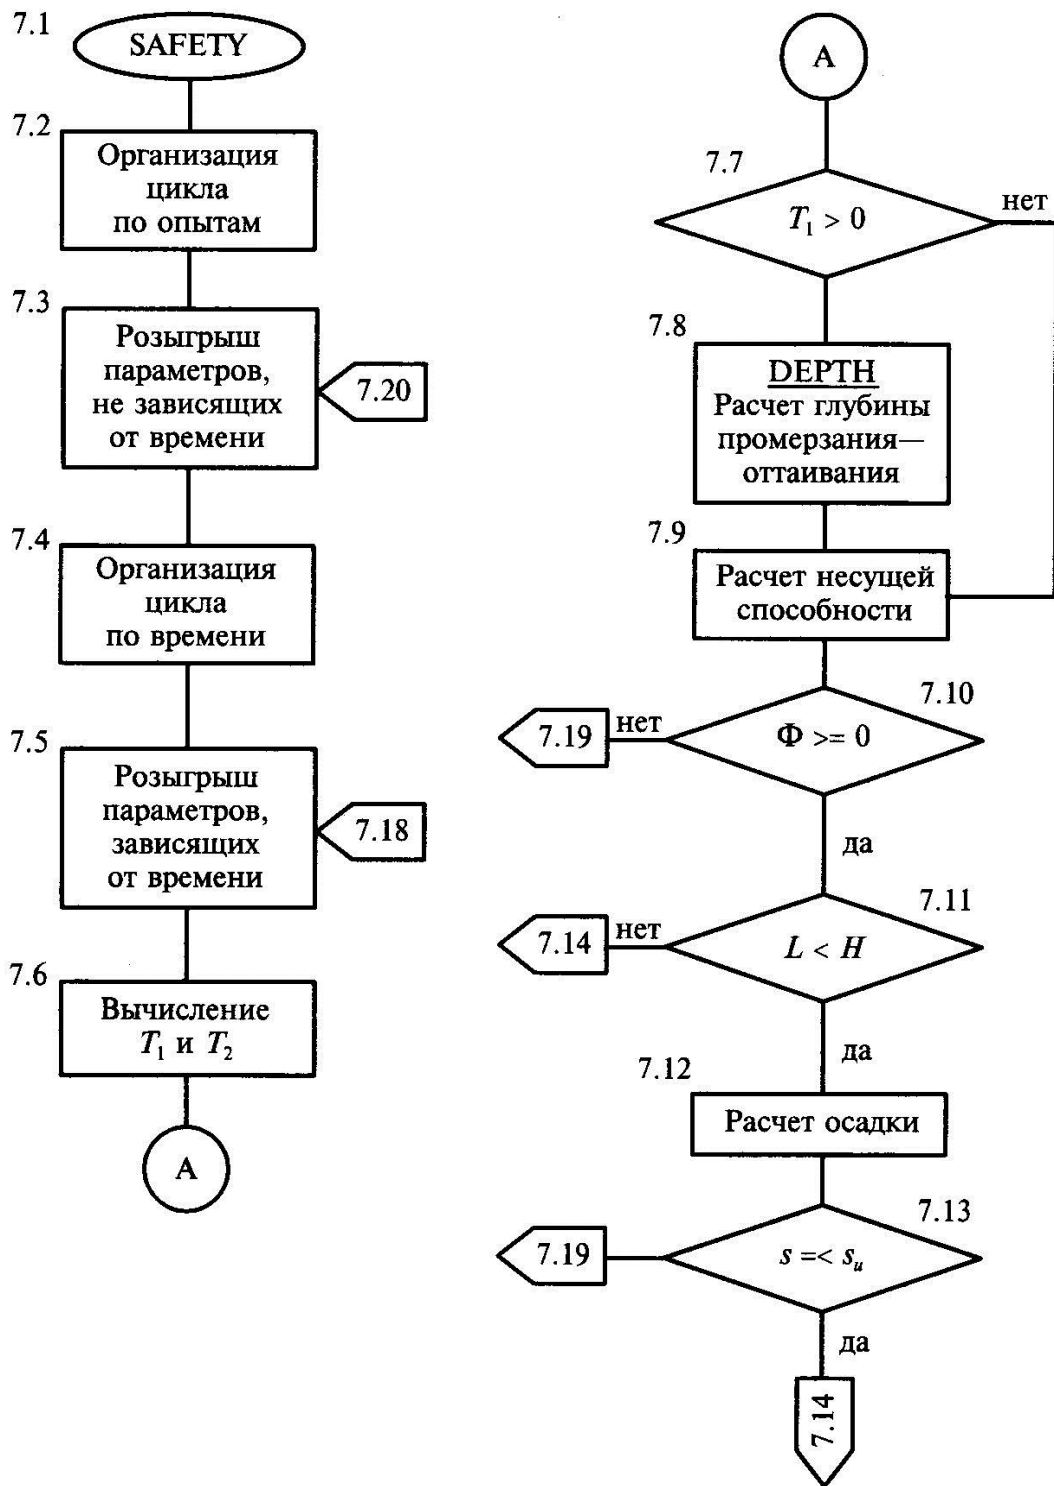 7.1
SAFETY
7.2
Организация
цикла
по опытам
7.3
Розыгрыш
параметров,
не зависящих
от времени
7.20
7.4
Организация
цикла
по времени
7.5
Розыгрыш
параметров,
зависящих
от времени
7.18
7.6
Вычисление
T₁ и T₂
A
A
7.7
T₁ > 0
нет
7.8
DEPTH
Расчет глубины
промерзания—
оттаивания
7.9
Расчет несущей
способности
7.10
Φ >= 0
нет
7.19
да
7.11
L < H
нет
7.14
да
7.12
Расчет осадки
7.13
s =< sᵤ
7.19
да
7.14